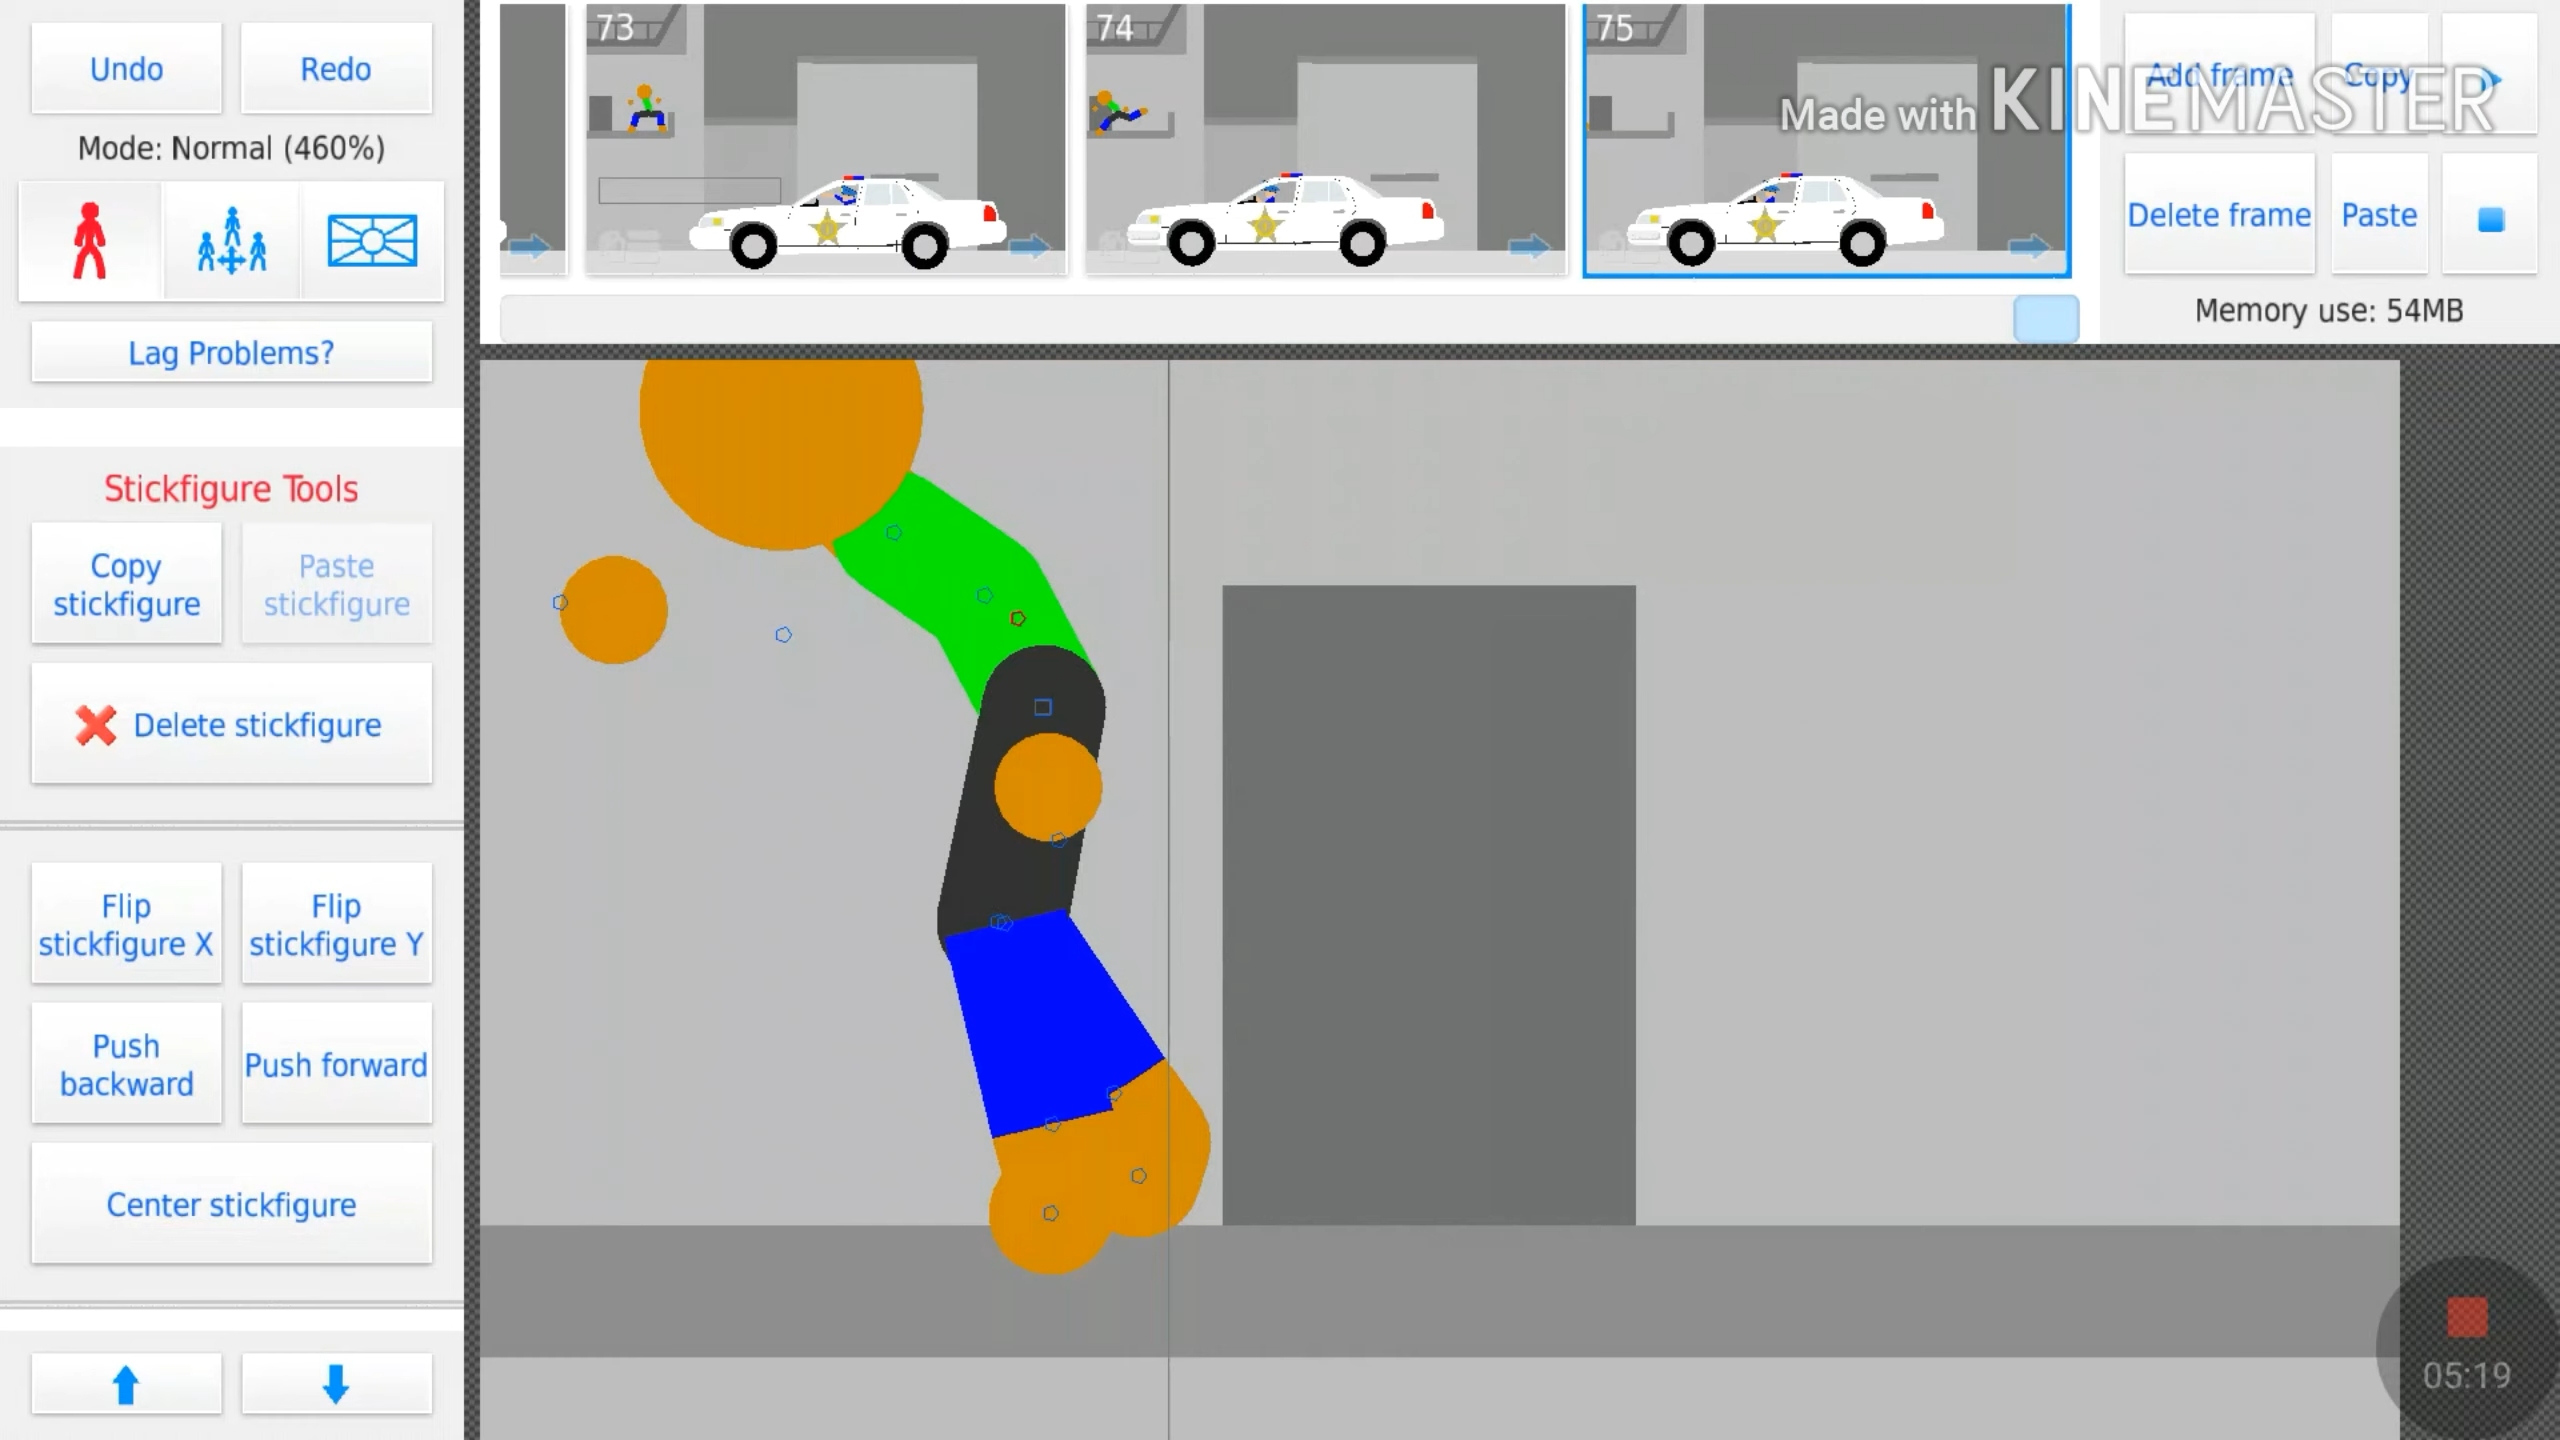 Undo
Redo
Mode: Normal (460%)
Lag Problems?
Stickfigure Tools
Copy
stickfigure
Paste
stickfigure
Delete stickfigure
Flip
stickfigure X
Flip
stickfigure Y
Push
backward
Push forward
Center stickfigure
73
74
75
Add frame
Copy
Made with KINEMASTER
Delete frame
Paste
Memory use: 54MB
05:19